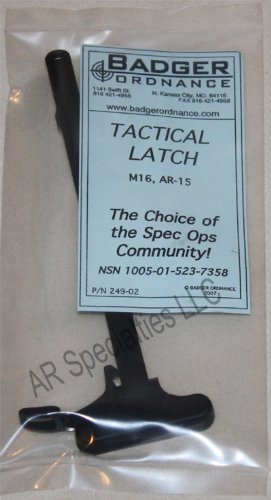 BADGER
ORDNANCE
1141 Swift St.
816 421-4956
N. Kansas City, MO. 64116
FAX 816 421-4958
www.badgerordnance.com
TACTICAL
LATCH
M16, AR-15
The Choice of
the Spec Ops
Community!
NSN 1005-01-523-7358
P/N 249-02
© BADGER ORDNANCE
2007
AR Specialties LLC